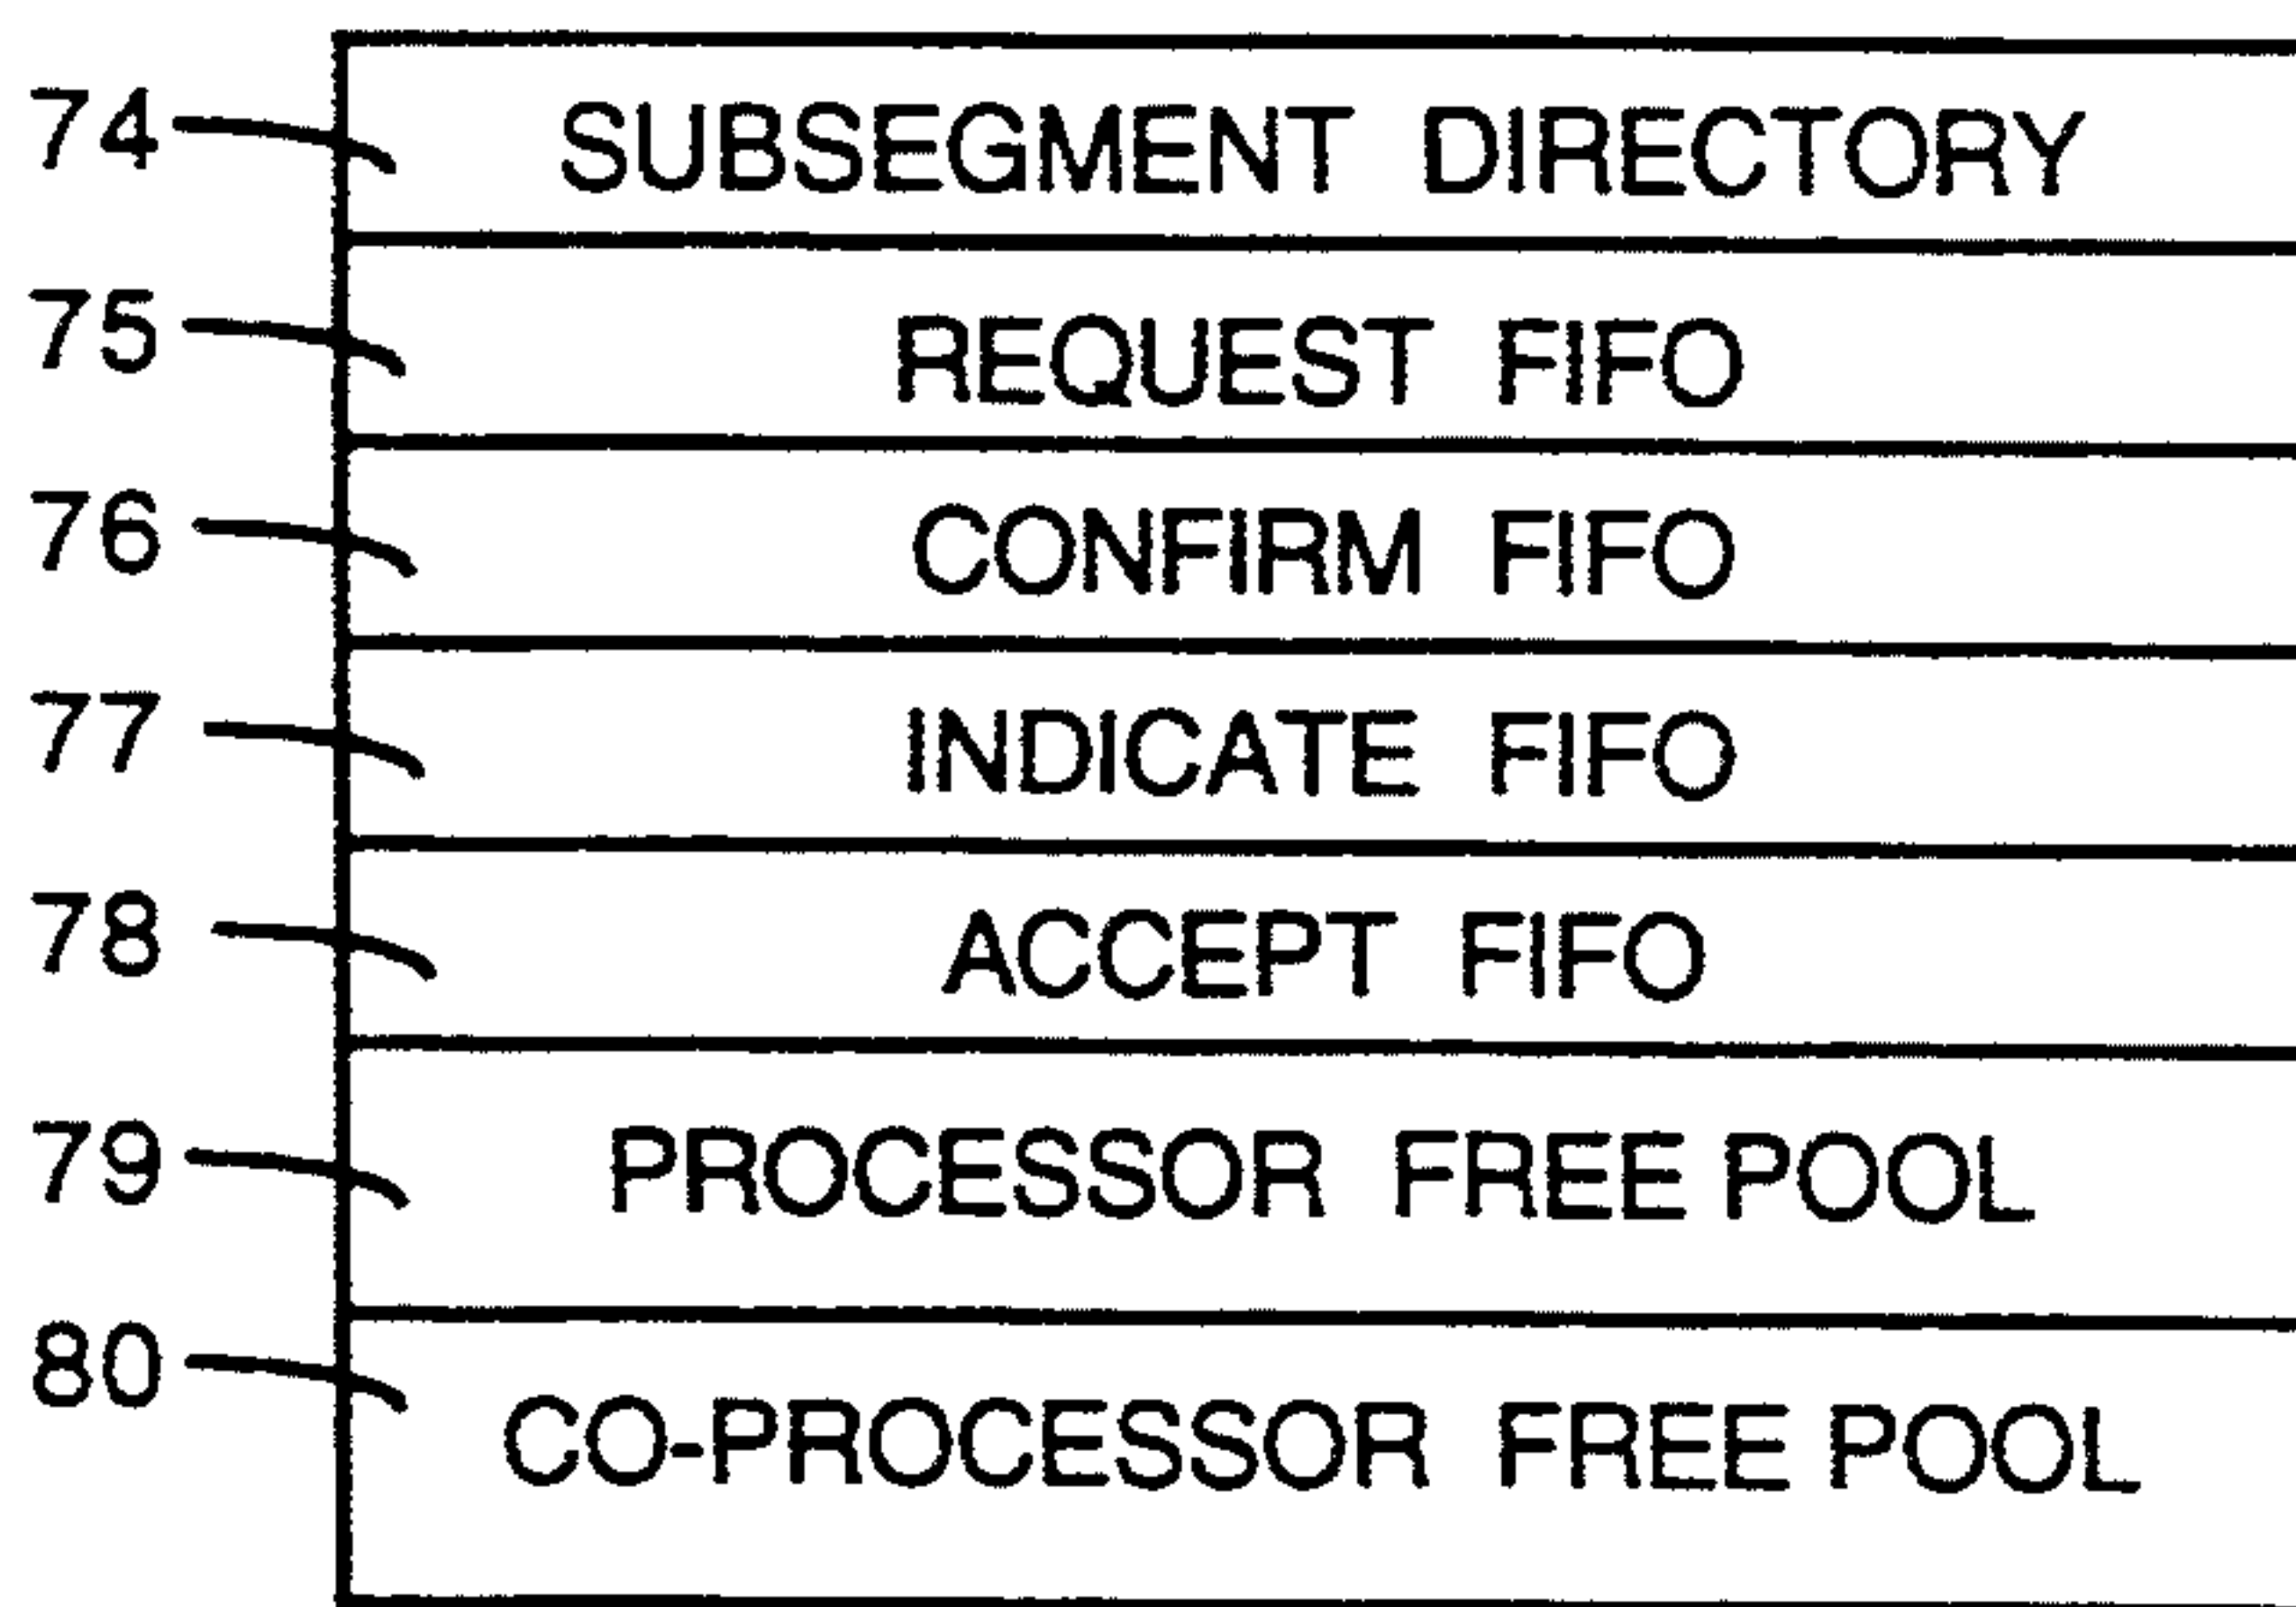 74 SUBSEGMENT DIRECTORY
75 REQUEST FIFO
76 CONFIRM FIFO
77 INDICATE FIFO
78 ACCEPT FIFO
79 PROCESSOR FREE POOL
80 CO-PROCESSOR FREE POOL